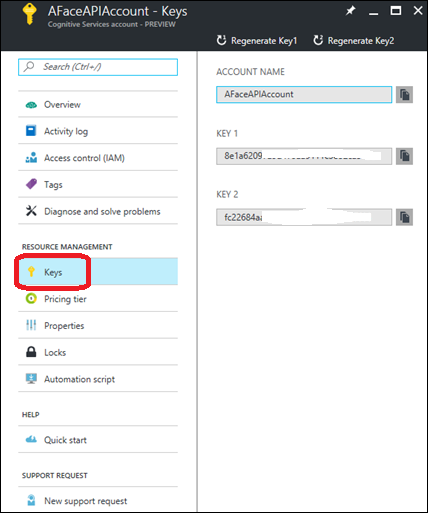 AFaceAPIAccount - Keys
Cognitive Services account - PREVIEW
Regenerate Key1
Regenerate Key2
Search (Ctrl+/)
Overview
Activity log
Access control (IAM)
Tags
Diagnose and solve problems
RESOURCE MANAGEMENT
Keys
Pricing tier
Properties
Locks
Automation script
HELP
Quick start
SUPPORT REQUEST
New support request
ACCOUNT NAME
AFaceAPIAccount
KEY 1
8e1a6209
KEY 2
fc22684a